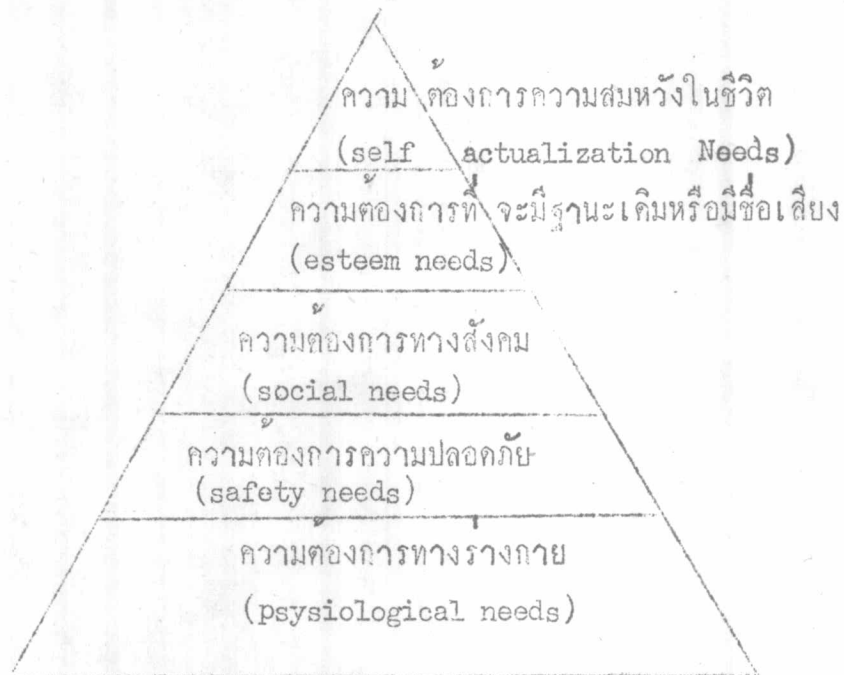 ความต้องการความสมหวังในชีวิต
(self actualization Needs)
ความต้องการที่จะมีฐานะเดิมหรือมีชื่อเสียง
(esteem needs)
ความต้องการทางสังคม
(social needs)
ความต้องการความปลอดภัย
(safety needs)
ความต้องการทางร่างกาย
(psysiological needs)